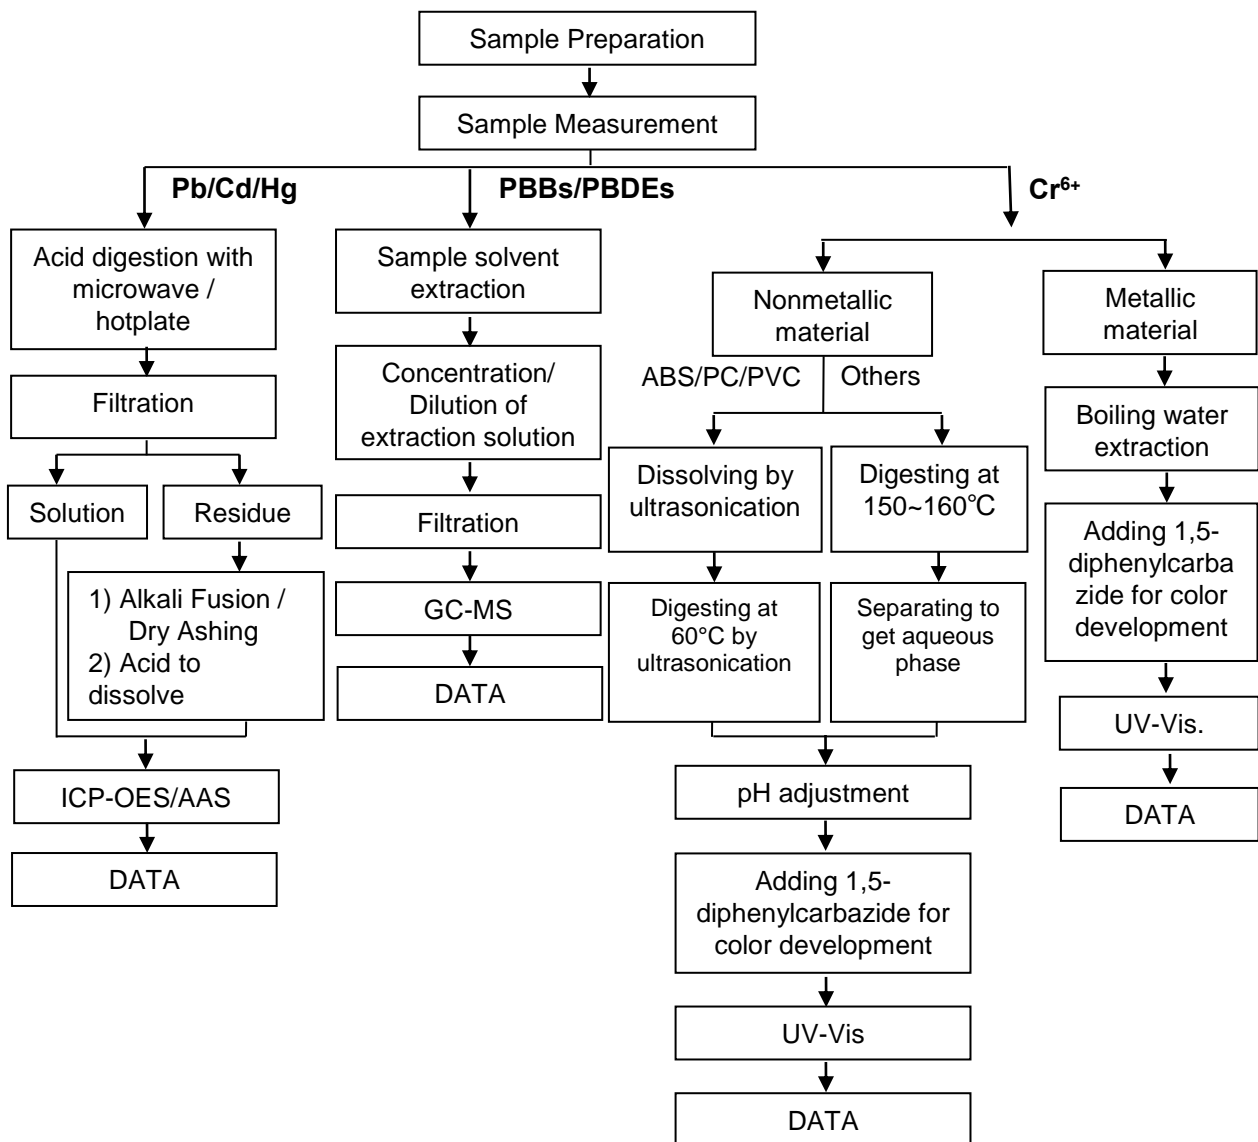 Sample Preparation
Sample Measurement
Pb/Cd/Hg
PBBs/PBDEs
Cr⁶⁺
Acid digestion with
microwave /
hotplate
Filtration
Solution
Residue
1) Alkali Fusion /
Dry Ashing
2) Acid to
dissolve
ICP-OES/AAS
DATA
Sample solvent
extraction
Concentration/
Dilution of
extraction solution
Filtration
GC-MS
DATA
Nonmetallic
material
ABS/PC/PVC
Others
Dissolving by
ultrasonication
Digesting at
60°C by
ultrasonication
Digesting at
150~160℃
Separating to
get aqueous
phase
pH adjustment
Adding 1,5-
diphenylcarbazide for
color development
UV-Vis
DATA
Metallic
material
Boiling water
extraction
Adding 1,5-
diphenylcarba
zide for color
development
UV-Vis.
DATA